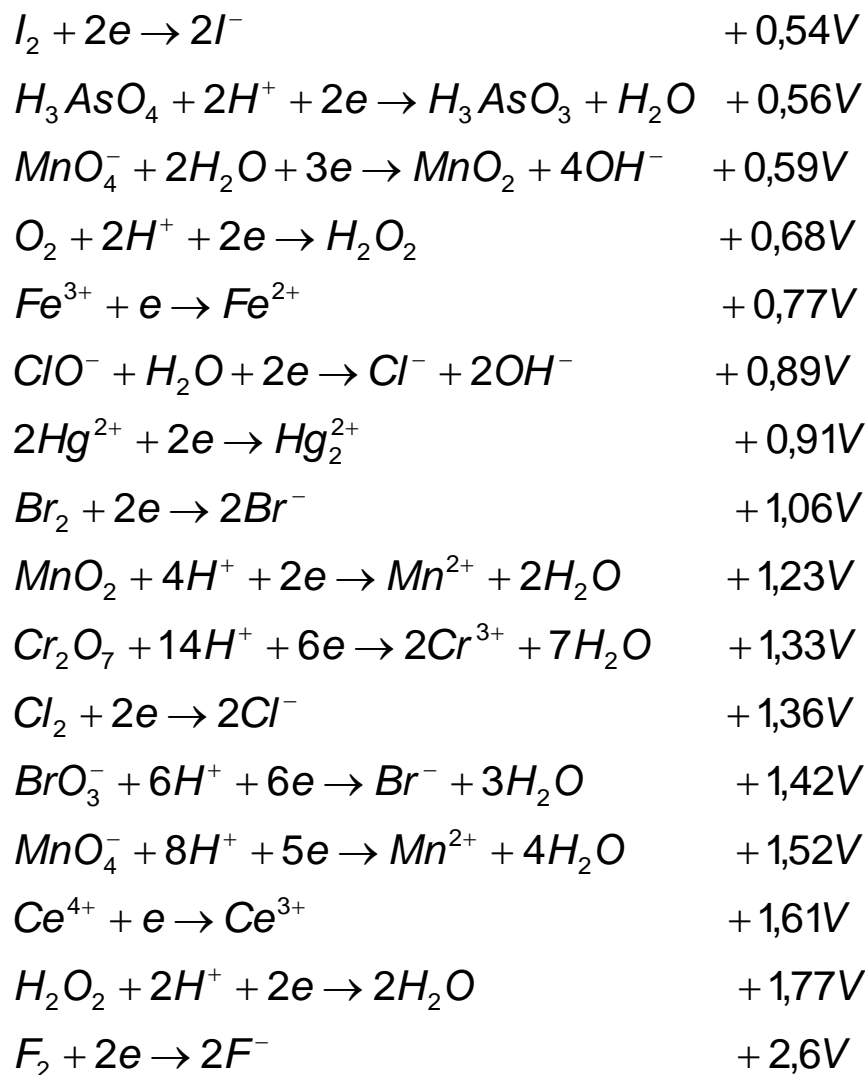 I₂ + 2e → 2I⁻ + 0,54V
H₃AsO₄ + 2H⁺ + 2e → H₃AsO₃ + H₂O + 0,56V
MnO₄⁻ + 2H₂O + 3e → MnO₂ + 4OH⁻ + 0,59V
O₂ + 2H⁺ + 2e → H₂O₂ + 0,68V
Fe³⁺ + e → Fe²⁺ + 0,77V
ClO⁻ + H₂O + 2e → Cl⁻ + 2OH⁻ + 0,89V
2Hg²⁺ + 2e → Hg₂²⁺ + 0,91V
Br₂ + 2e → 2Br⁻ + 1,06V
MnO₂ + 4H⁺ + 2e → Mn²⁺ + 2H₂O + 1,23V
Cr₂O₇ + 14H⁺ + 6e → 2Cr³⁺ + 7H₂O + 1,33V
Cl₂ + 2e → 2Cl⁻ + 1,36V
BrO₃⁻ + 6H⁺ + 6e → Br⁻ + 3H₂O + 1,42V
MnO₄⁻ + 8H⁺ + 5e → Mn²⁺ + 4H₂O + 1,52V
Ce⁴⁺ + e → Ce³⁺ + 1,61V
H₂O₂ + 2H⁺ + 2e → 2H₂O + 1,77V
F₂ + 2e → 2F⁻ + 2,6V